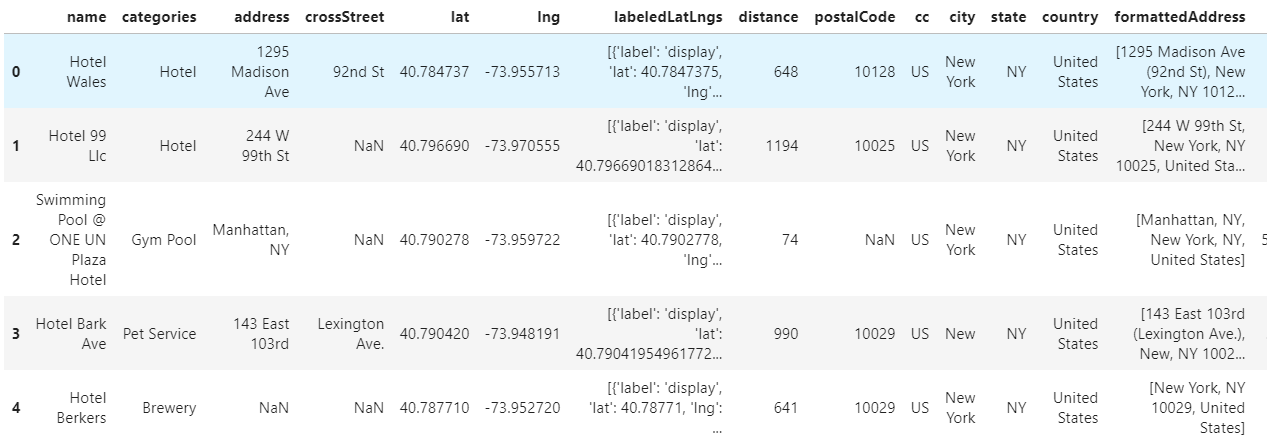 name categories address crossStreet lat lng labeledLatLngs distance postalCode cc city state country formattedAddress
0 Hotel Wales Hotel 1295 Madison Ave 92nd St 40.784737 -73.955713 [{'label': 'display', 'lat': 40.7847375, 'lng'... 648 10128 US New York NY United States [1295 Madison Ave (92nd St), New York, NY 1012...
1 Hotel 99 Llc Hotel 244 W 99th St NaN 40.796690 -73.970555 [{'label': 'display', 'lat': 40.79669018312864... 1194 10025 US New York NY United States [244 W 99th St, New York, NY 10025, United Sta...
2 Swimming Pool @ ONE UN Plaza Hotel Gym Pool Manhattan, NY NaN 40.790278 -73.959722 [{'label': 'display', 'lat': 40.7902778, 'lng'... 74 NaN US New York NY United States [Manhattan, NY, New York, NY, United States] 5
3 Hotel Bark Ave Pet Service 143 East 103rd Lexington Ave. 40.790420 -73.948191 [{'label': 'display', 'lat': 40.79041954961772... 990 10029 US New NY United States [143 East 103rd (Lexington Ave.), New, NY 1002...
4 Hotel Berkers Brewery NaN NaN 40.787710 -73.952720 [{'label': 'display', 'lat': 40.78771, 'lng': ... 641 10029 US New York NY United States [New York, NY 10029, United States]